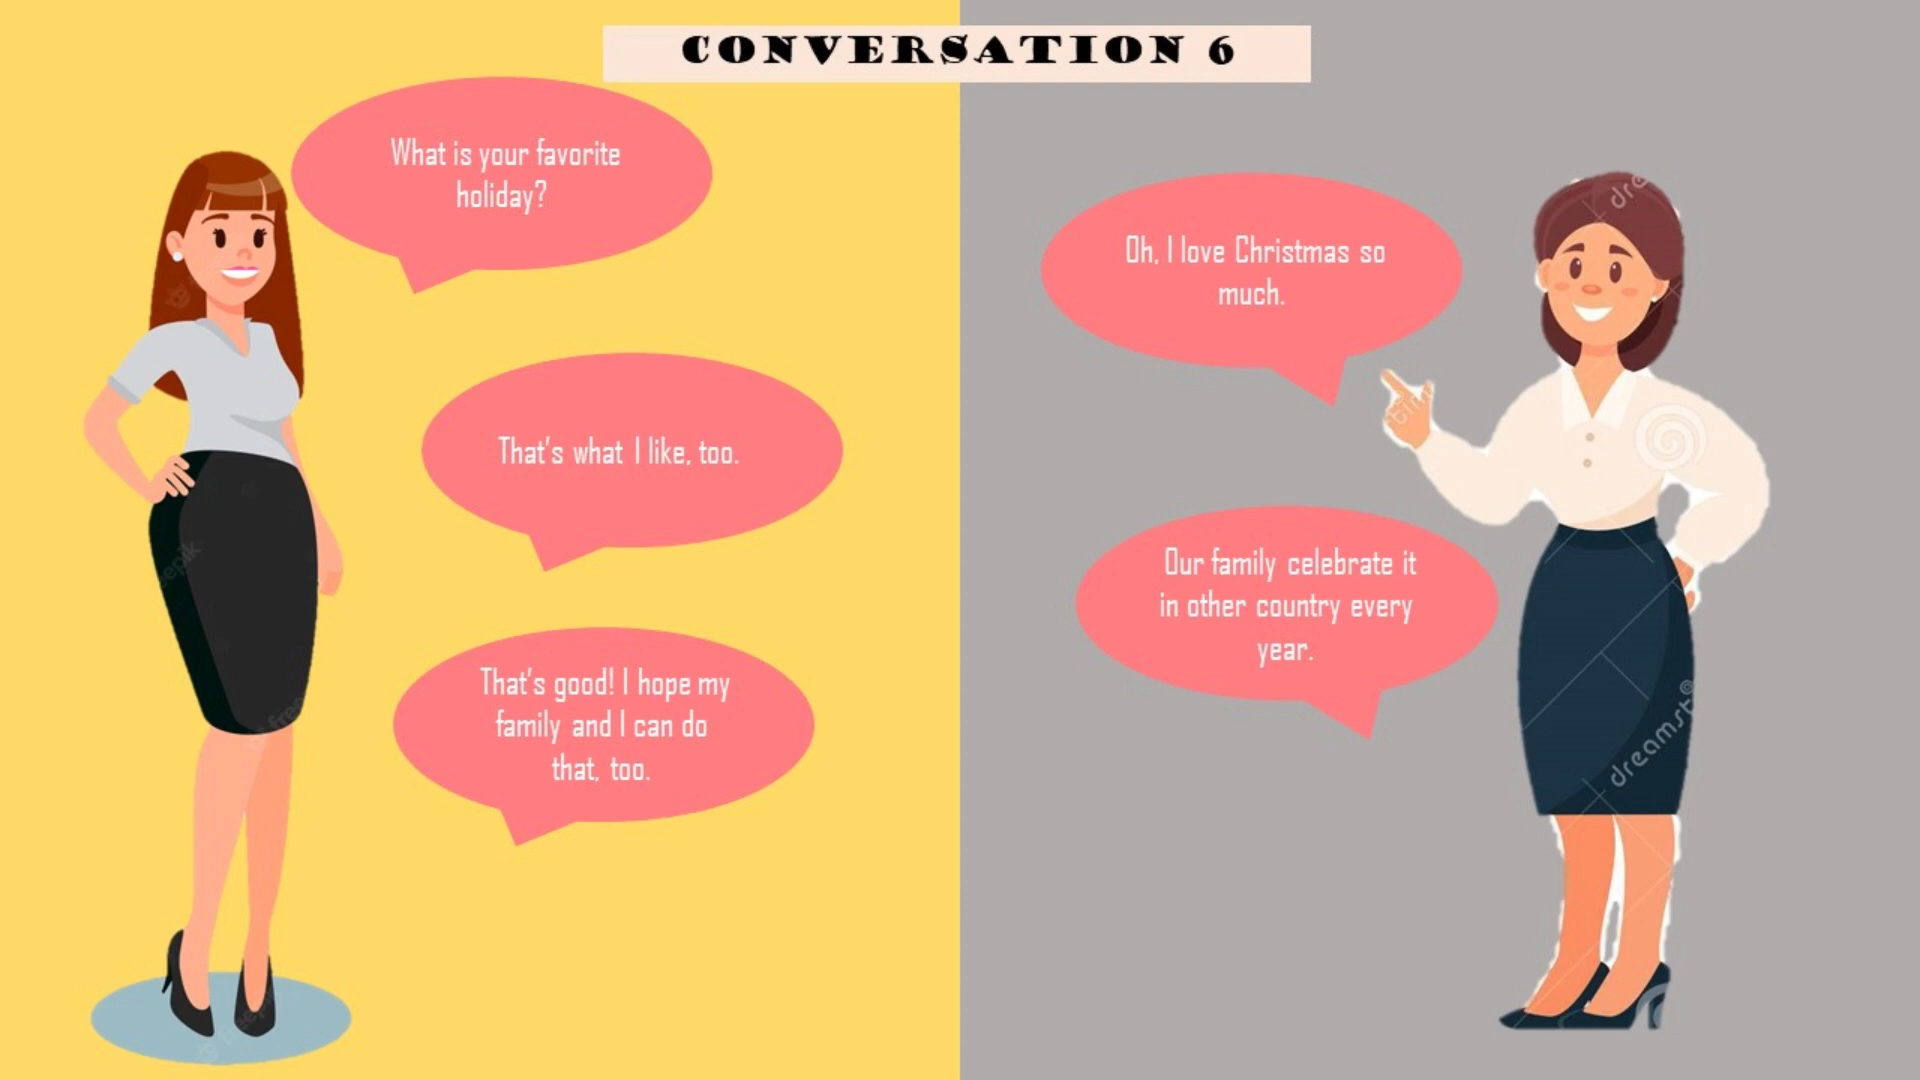 CONVERSATION 6
What is your favorite
holiday?
Oh, I love Christmas so
much.
That's what I like, too.
Our family celebrate it
in other country every
year.
That's good! I hope my
family and I can do
that, too.
dreamst